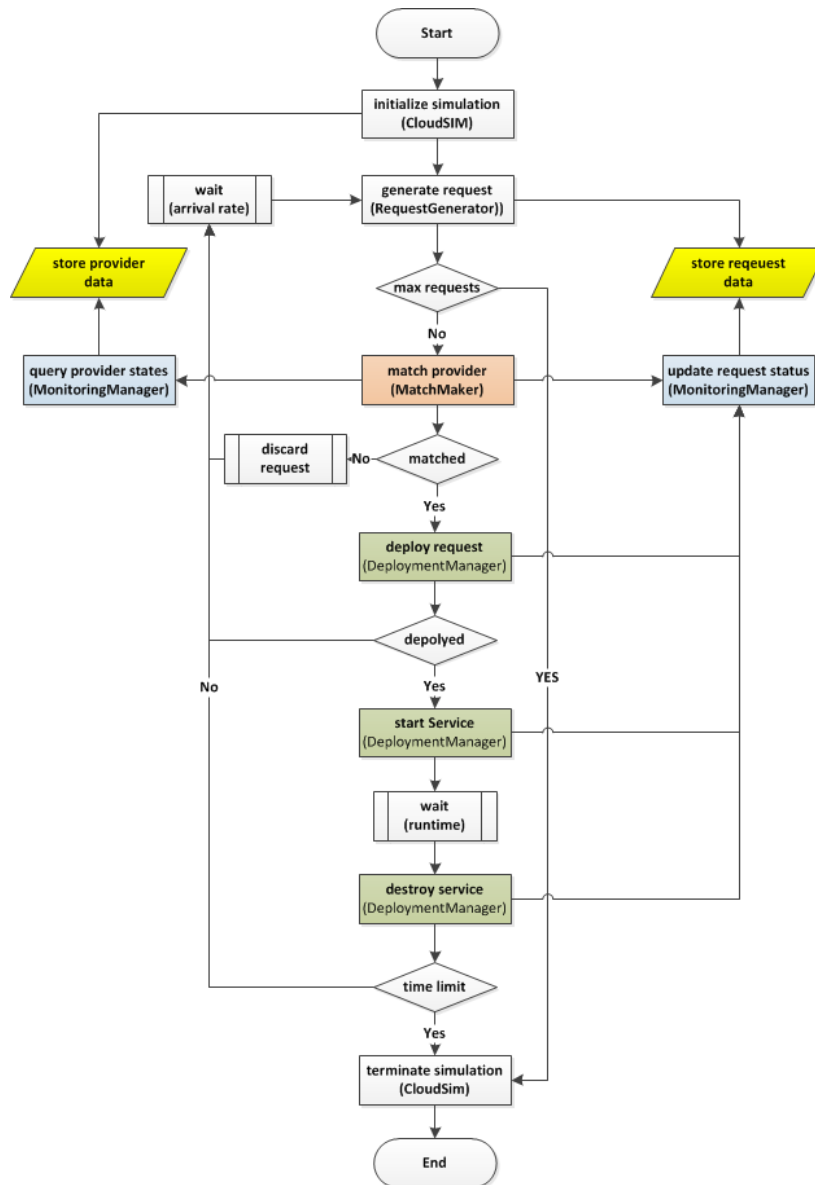 Start
initialize simulation
(CloudSIM)
wait
(arrival rate)
generate request
(RequestGenerator))
store provider
data
max requests
store reqeuest
data
No
query provider states
(MonitoringManager)
match provider
(MatchMaker)
update request status
(MonitoringManager)
discard
request
No
matched
Yes
deploy request
(DeploymentManager)
depolyed
No
Yes
YES
start Service
(DeploymentManager)
wait
(runtime)
destroy service
(DeploymentManager)
time limit
Yes
terminate simulation
(CloudSim)
End